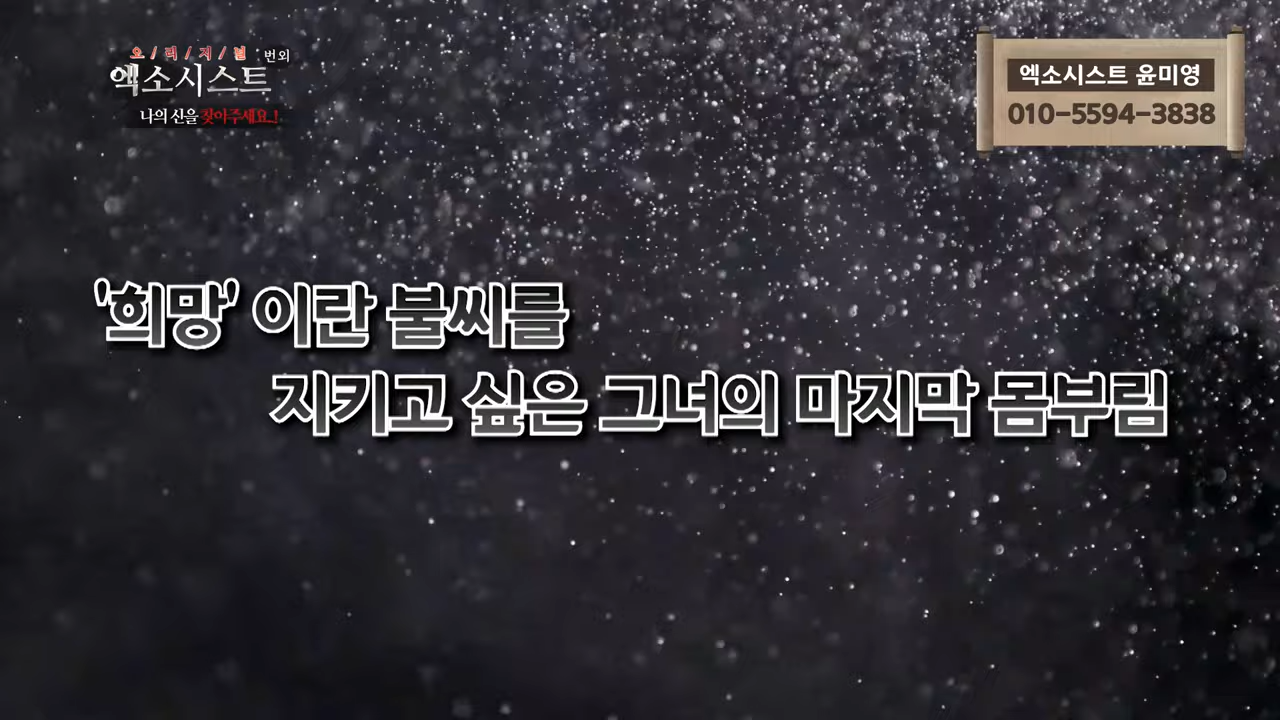 오/리/지/널 번외
엑소시스트
나의 신을 찾아주세요..!
엑소시스트 윤미영
010-5594-3838
'희망' 이란 불씨를
지키고 싶은 그녀의 마지막 몸부림